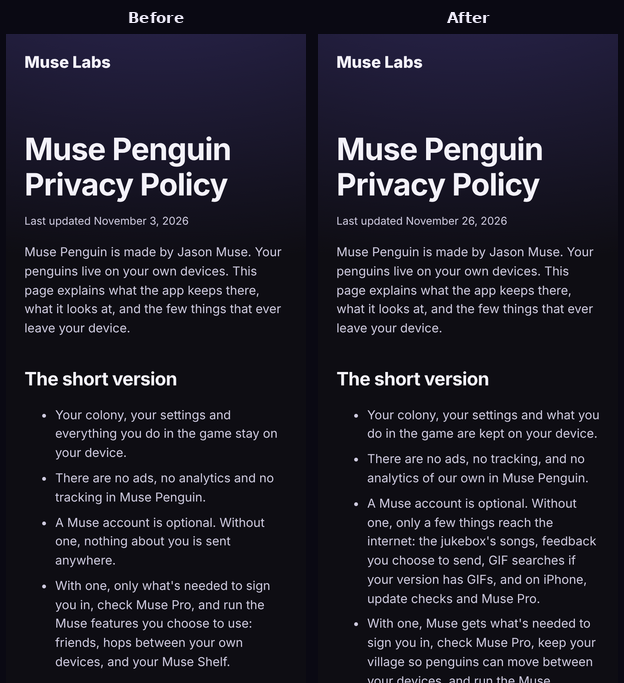 Before
Muse Labs
Muse Penguin
Privacy Policy
Last updated November 3, 2026
Muse Penguin is made by Jason Muse. Your
penguins live on your own devices. This
page explains what the app keeps there,
what it looks at, and the few things that ever
leave your device.
The short version
• Your colony, your settings and
everything you do in the game stay on
your device.
• There are no ads, no analytics and no
tracking in Muse Penguin.
• A Muse account is optional. Without
one, nothing about you is sent
anywhere.
• With one, only what's needed to sign
you in, check Muse Pro, and run the
Muse features you choose to use:
friends, hops between your own
devices, and your Muse Shelf.
After
Muse Labs
Muse Penguin
Privacy Policy
Last updated November 26, 2026
Muse Penguin is made by Jason Muse. Your
penguins live on your own devices. This
page explains what the app keeps there,
what it looks at, and the few things that ever
leave your device.
The short version
• Your colony, your settings and what you
do in the game are kept on your device.
• There are no ads, no tracking, and no
analytics of our own in Muse Penguin.
• A Muse account is optional. Without
one, only a few things reach the
internet: the jukebox's songs, feedback
you choose to send, GIF searches if
your version has GIFs, and on iPhone,
update checks and Muse Pro.
• With one, Muse gets what's needed to
sign you in, check Muse Pro, keep your
village so penguins can move between
your devices, and run the Muse